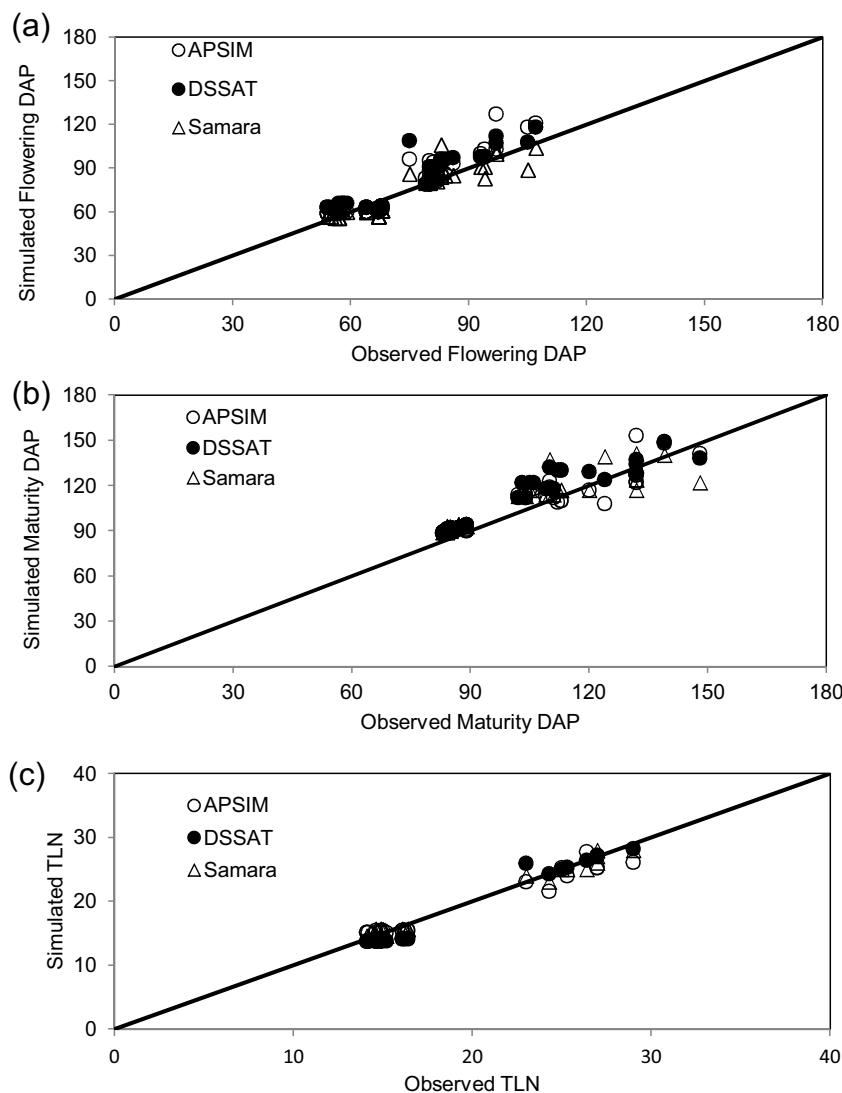 (a)
180
150
120
90
60
30
0
Simulated Flowering DAP
APSIM
DSSAT
Samara
0 30 60 90 120 150 180
Observed Flowering DAP
(b)
180
150
120
90
60
30
0
Simulated Maturity DAP
APSIM
DSSAT
Samara
0 30 60 90 120 150 180
Observed Maturity DAP
(c)
40
30
20
10
0
Simulated TLN
APSIM
DSSAT
Samara
0 10 20 30 40
Observed TLN